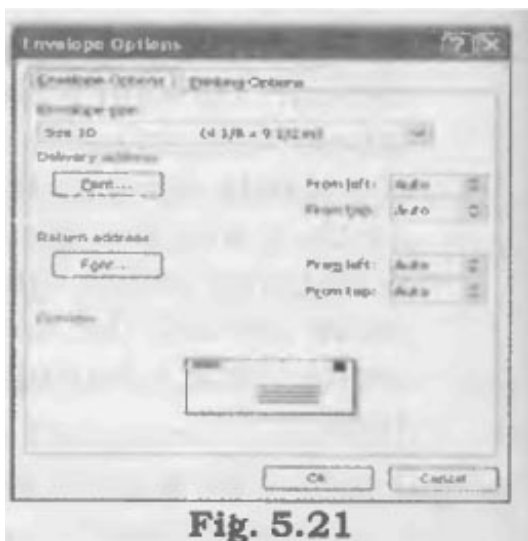 Envelope Options
Envelope Options Printing Options
Envelope size
Size 10 (4 1/8 x 9 1/2 in)
Delivery address
Font... From left: Auto
From top: Auto
Return address
Font... From left: Auto
From top: Auto
Preview
OK Cancel
Fig. 5.21